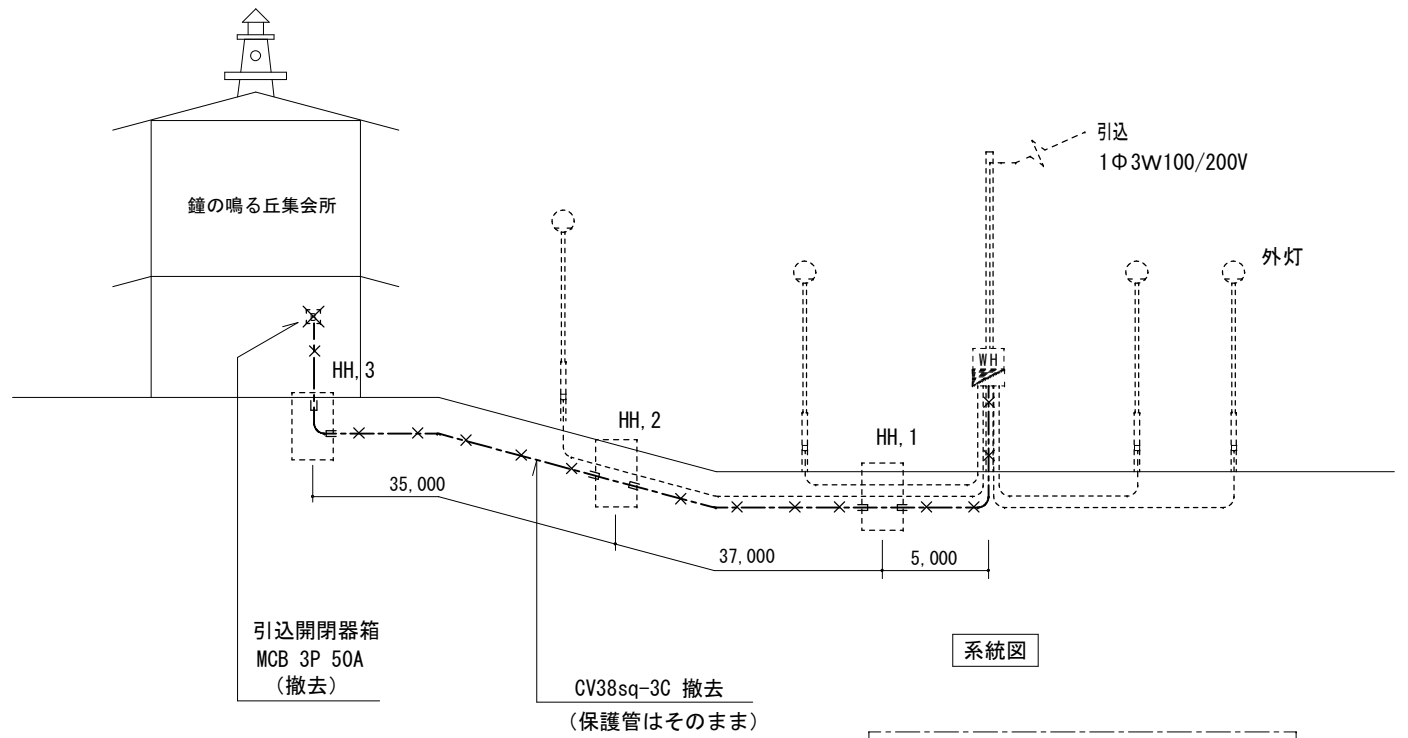 引込
1Φ3W100/200V
鐘の鳴る丘集会所
外灯
WH
HH,3
HH,2
HH,1
35,000
37,000
5,000
引込開閉器箱
MCB 3P 50A
(撤去)
系統図
CV38sq-3C 撤去
(保護管はそのまま)